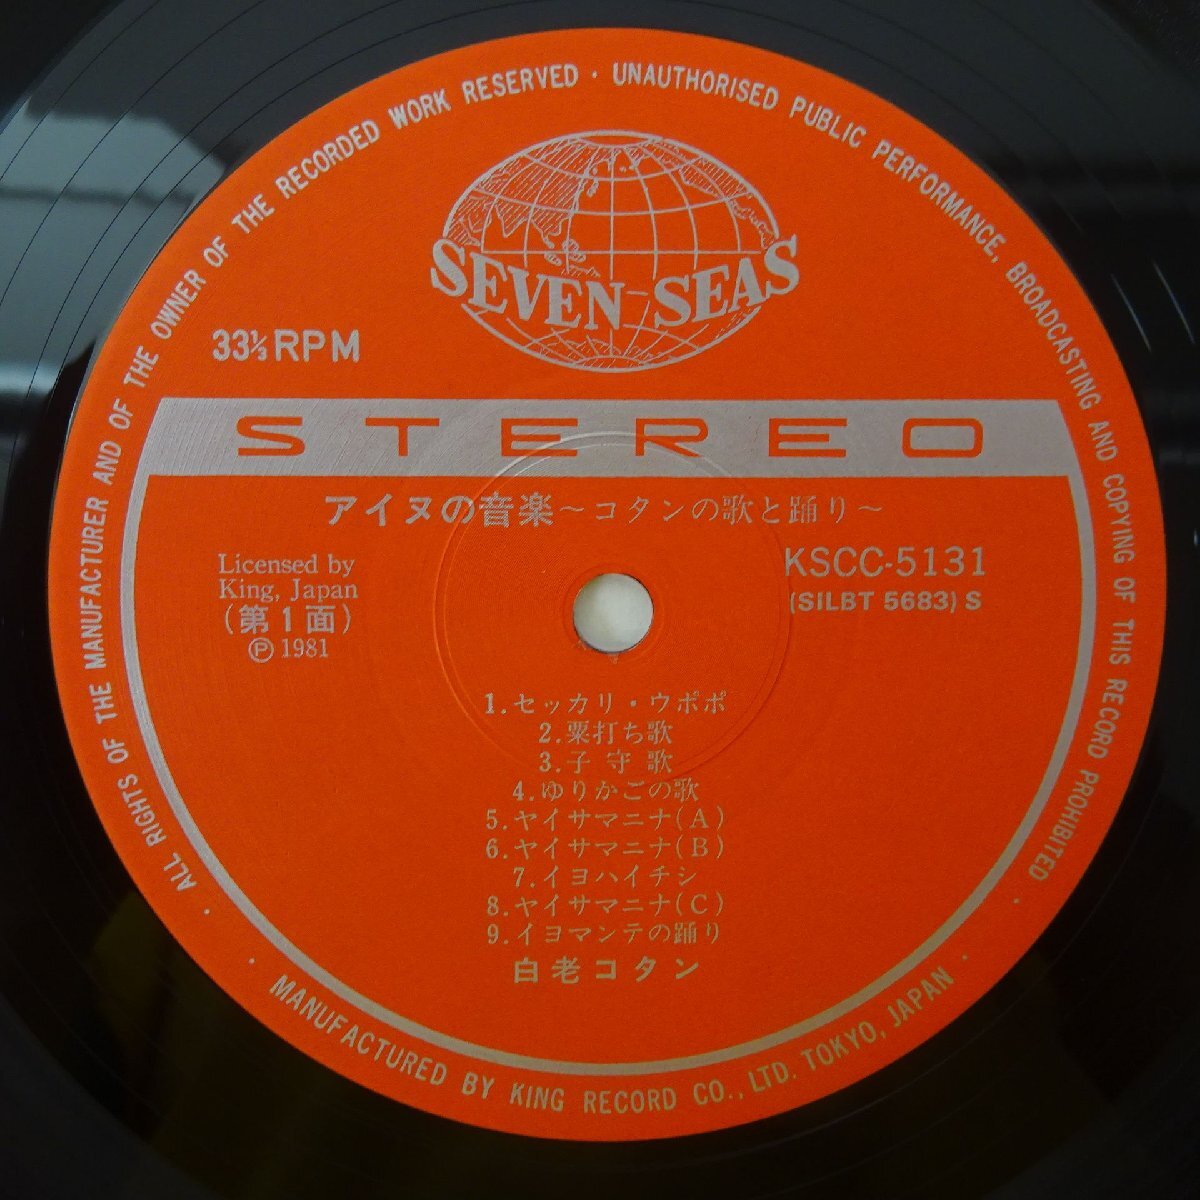 ALL RIGHTS OF THE MANUFACTURER AND OF THE OWNER OF THE RECORDED WORK RESERVED · UNAUTHORISED PUBLIC PERFORMANCE, BROADCASTING AND COPYING OF THIS RECORD PROHIBITED
SEVEN-SEAS
33⅓RPM
STEREO
アイヌの音楽～コタンの歌と踊り～
Licensed by
King, Japan
(第1面)
Ⓟ 1981
KSCC-5131
(SILBT 5683) S
1.セッカリ・ウポポ
2.粟打ち歌
3.子守歌
4.ゆりかごの歌
5.ヤイサマニナ(A)
6.ヤイサマニナ(B)
7.イヨハイチシ
8.ヤイサマニナ(C)
9.イヨマンテの踊り
白老コタン
· MANUFACTURED BY KING RECORD CO., LTD. TOKYO, JAPAN ·